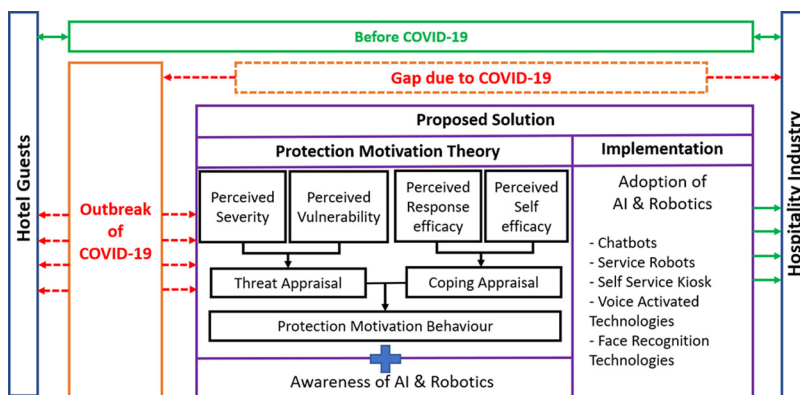 Before COVID-19
Gap due to COVID-19
Hotel Guests
Outbreak
of
COVID-19
Proposed Solution
Protection Motivation Theory
Implementation
Perceived
Severity
Perceived
Vulnerability
Perceived
Response
efficacy
Perceived
Self
efficacy
Threat Appraisal
Coping Appraisal
Protection Motivation Behaviour
Awareness of AI & Robotics
Adoption of
AI & Robotics
- Chatbots
- Service Robots
- Self Service Kiosk
- Voice Activated
Technologies
- Face Recognition
Technologies
Hospitality Industry